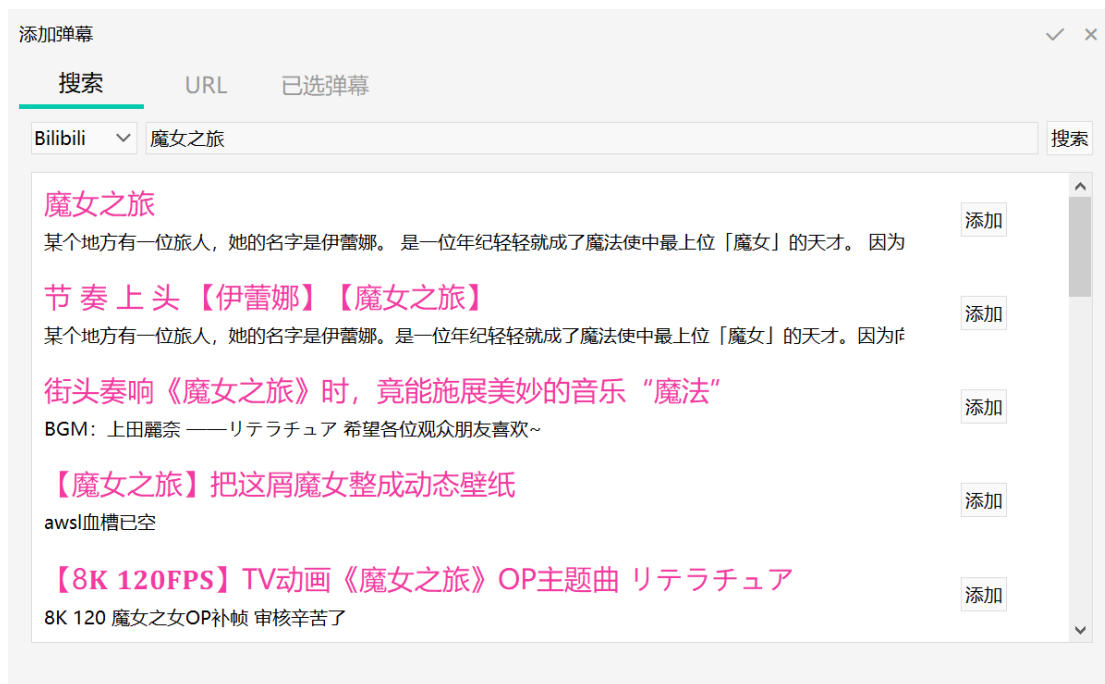 添加弹幕
搜索 URL 已选弹幕
Bilibili 魔女之旅 搜索
魔女之旅
某个地方有一位旅人，她的名字是伊蕾娜。 是一位年纪轻轻就成了魔法使中最上位「魔女」的天才。 因为
添加
节 奏 上 头 【伊蕾娜】【魔女之旅】
某个地方有一位旅人，她的名字是伊蕾娜。是一位年纪轻轻就成了魔法使中最上位「魔女」的天才。因为
添加
街头奏响《魔女之旅》时，竟能施展美妙的音乐“魔法”
BGM：上田麗奈 ——リテラチュア 希望各位观众朋友喜欢~
添加
【魔女之旅】把这屑魔女整成动态壁纸
awsl血槽已空
添加
【8K 120FPS】TV动画《魔女之旅》OP主题曲 リテラチュア
8K 120 魔女之女OP补帧 审核辛苦了
添加